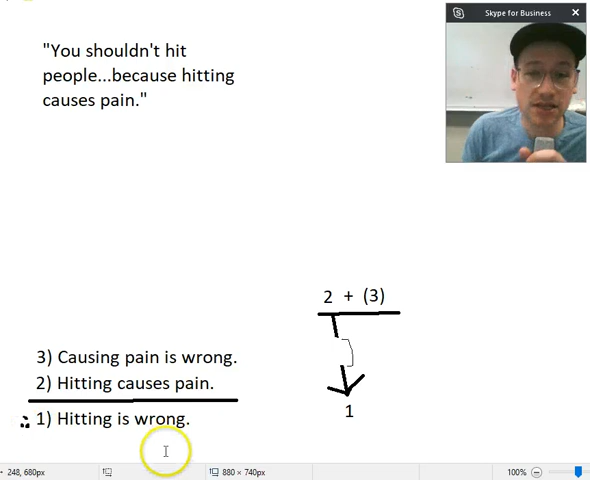 Skype for Business
"You shouldn't hit
people...because hitting
causes pain."
2 + (3)
1
3) Causing pain is wrong.
2) Hitting causes pain.
∴ 1) Hitting is wrong.
248, 680px
880 × 740px
100%